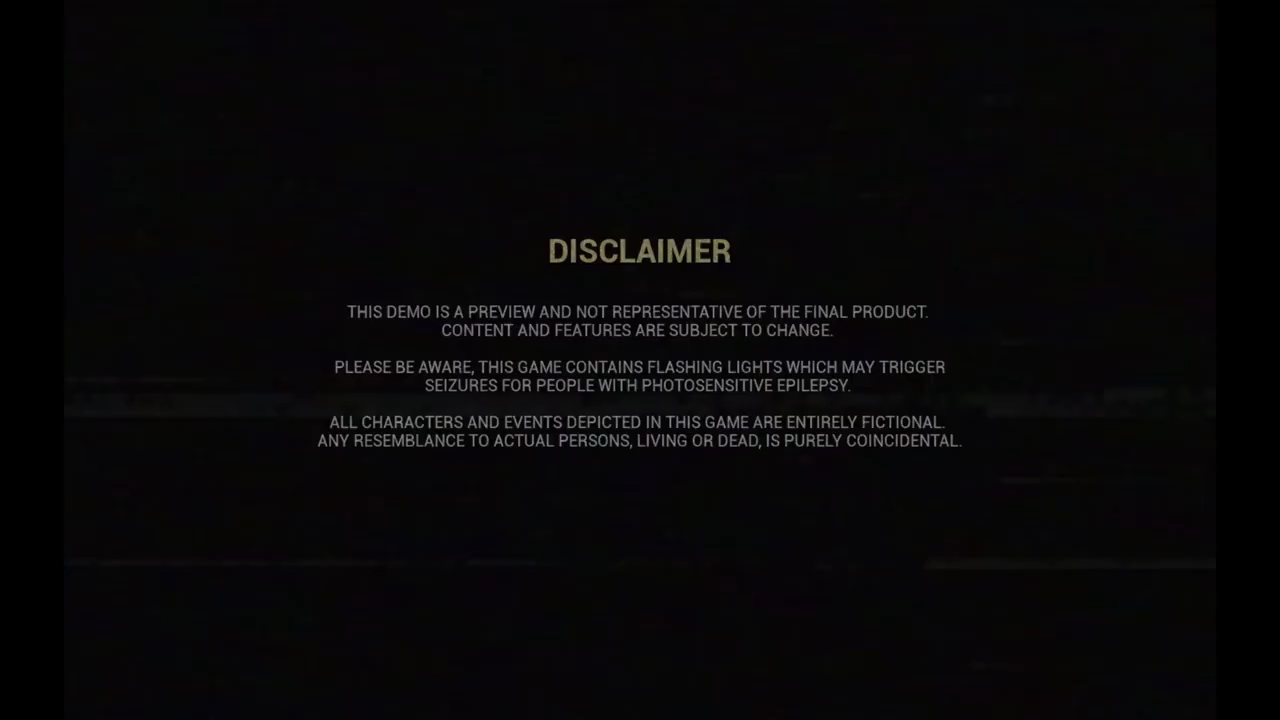 DISCLAIMER
THIS DEMO IS A PREVIEW AND NOT REPRESENTATIVE OF THE FINAL PRODUCT.
CONTENT AND FEATURES ARE SUBJECT TO CHANGE.
PLEASE BE AWARE, THIS GAME CONTAINS FLASHING LIGHTS WHICH MAY TRIGGER
SEIZURES FOR PEOPLE WITH PHOTOSENSITIVE EPILEPSY.
ALL CHARACTERS AND EVENTS DEPICTED IN THIS GAME ARE ENTIRELY FICTIONAL.
ANY RESEMBLANCE TO ACTUAL PERSONS, LIVING OR DEAD, IS PURELY COINCIDENTAL.